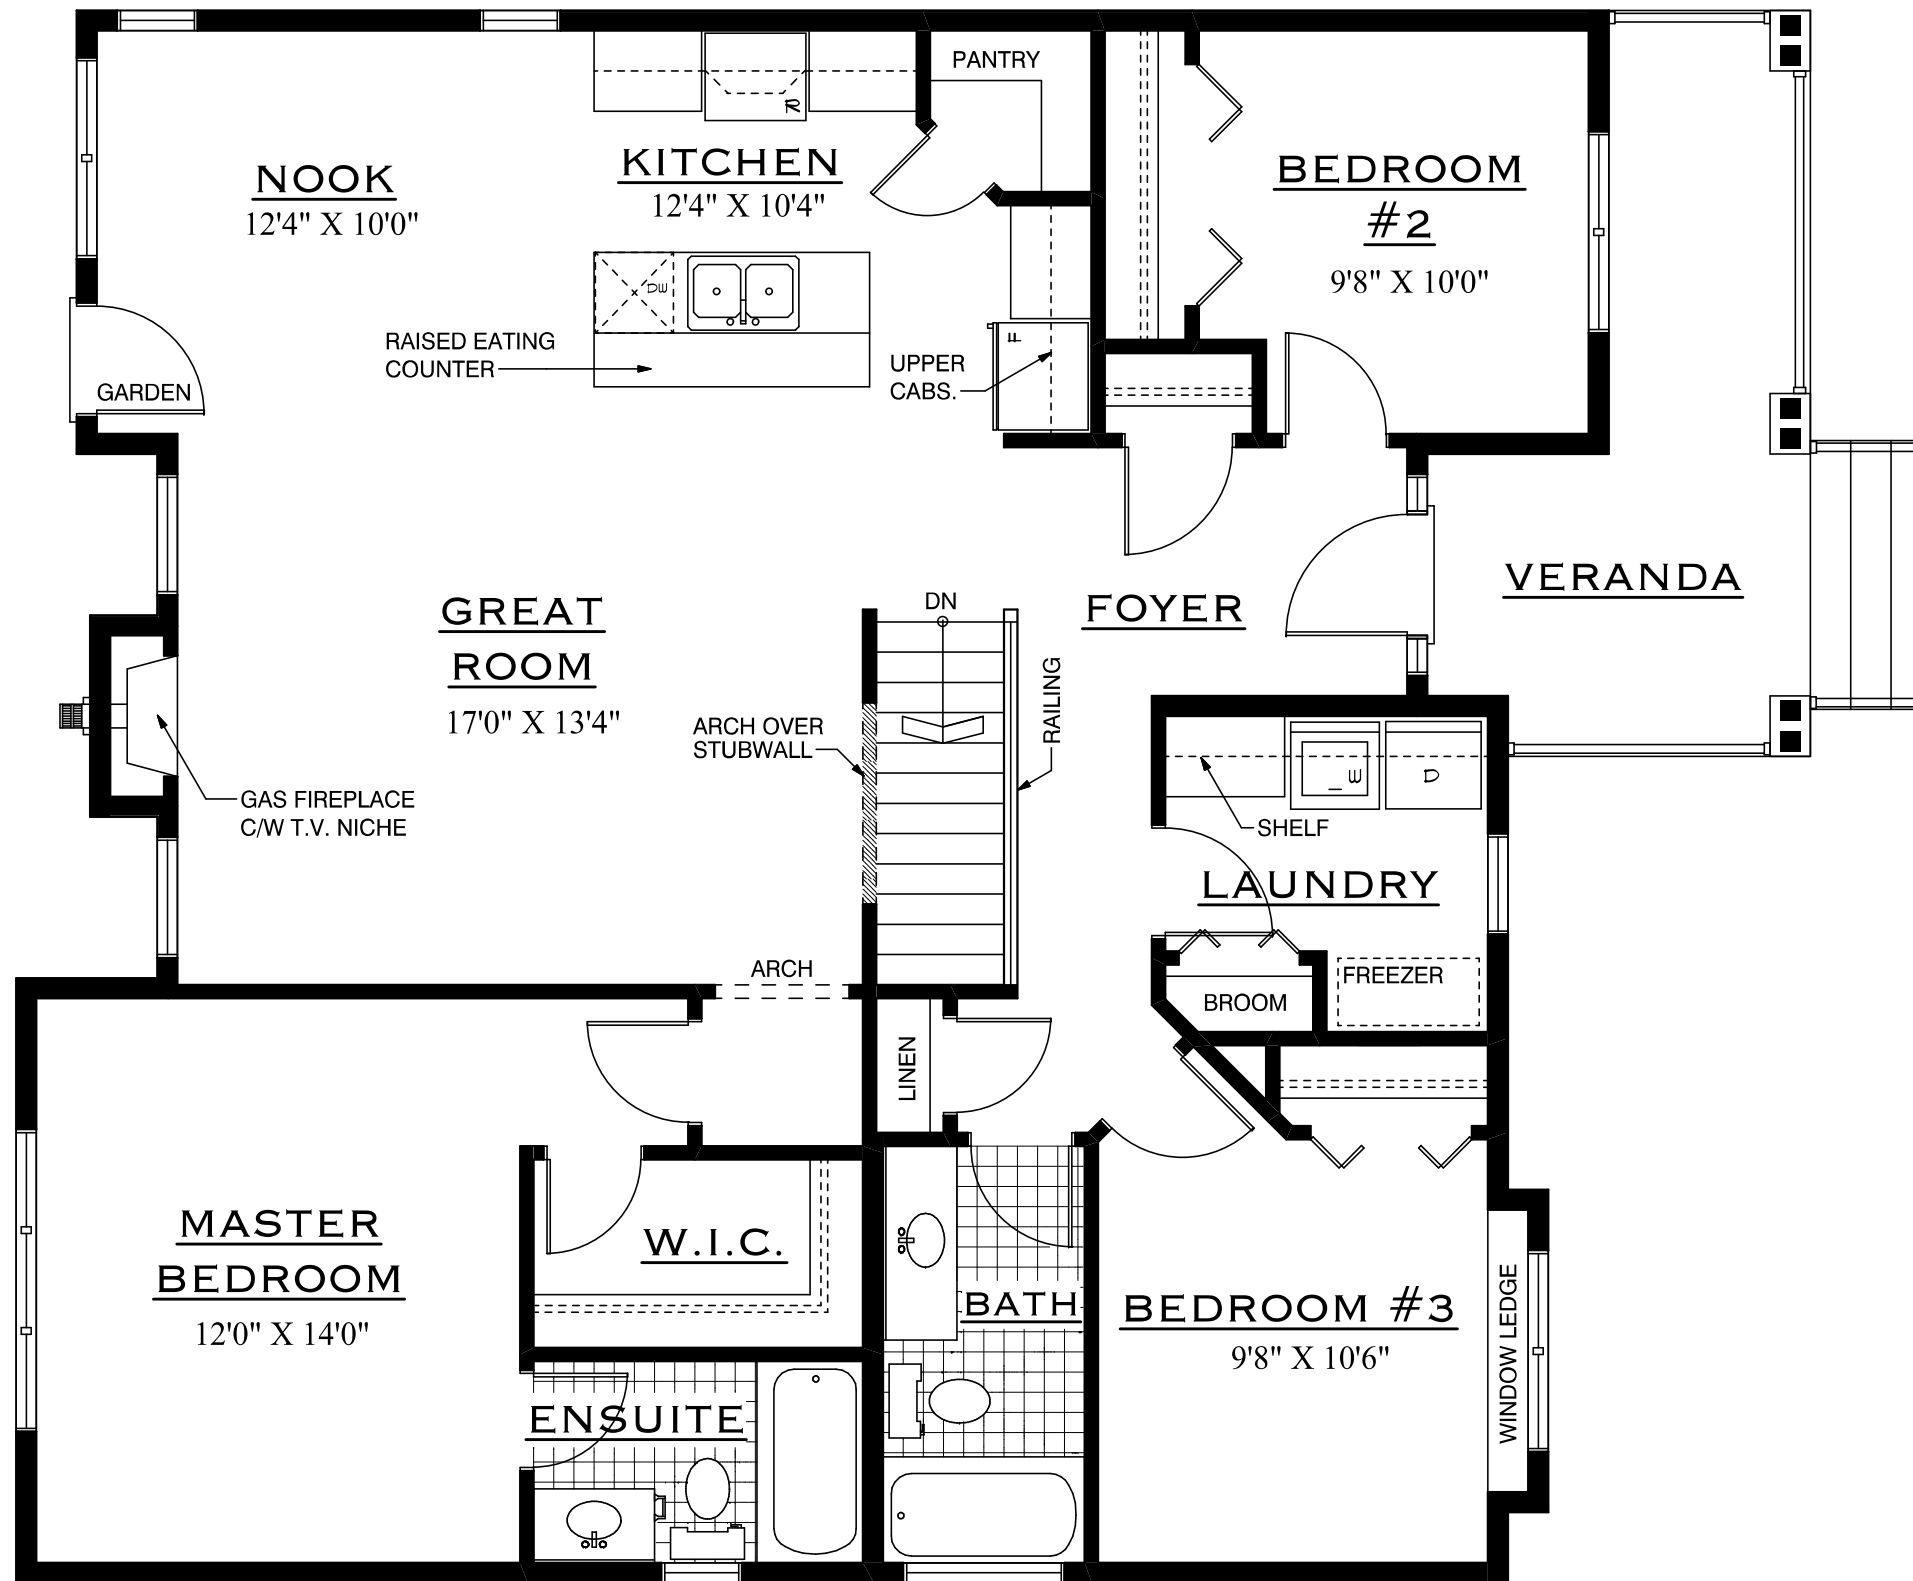 PANTRY
NOOK
12'4" X 10'0"
KITCHEN
12'4" X 10'4"
R
BEDROOM
#2
9'8" X 10'0"
DW
RAISED EATING
COUNTER
GARDEN
UPPER
CABS.
F
VERANDA
FOYER
GREAT
ROOM
17'0" X 13'4"
DN
RAILING
ARCH OVER
STUBWALL
GAS FIREPLACE
C/W T.V. NICHE
W
D
SHELF
LAUNDRY
FREEZER
BROOM
ARCH
LINEN
MASTER
BEDROOM
12'0" X 14'0"
W.I.C.
BATH
BEDROOM #3
9'8" X 10'6"
WINDOW LEDGE
ENSUITE